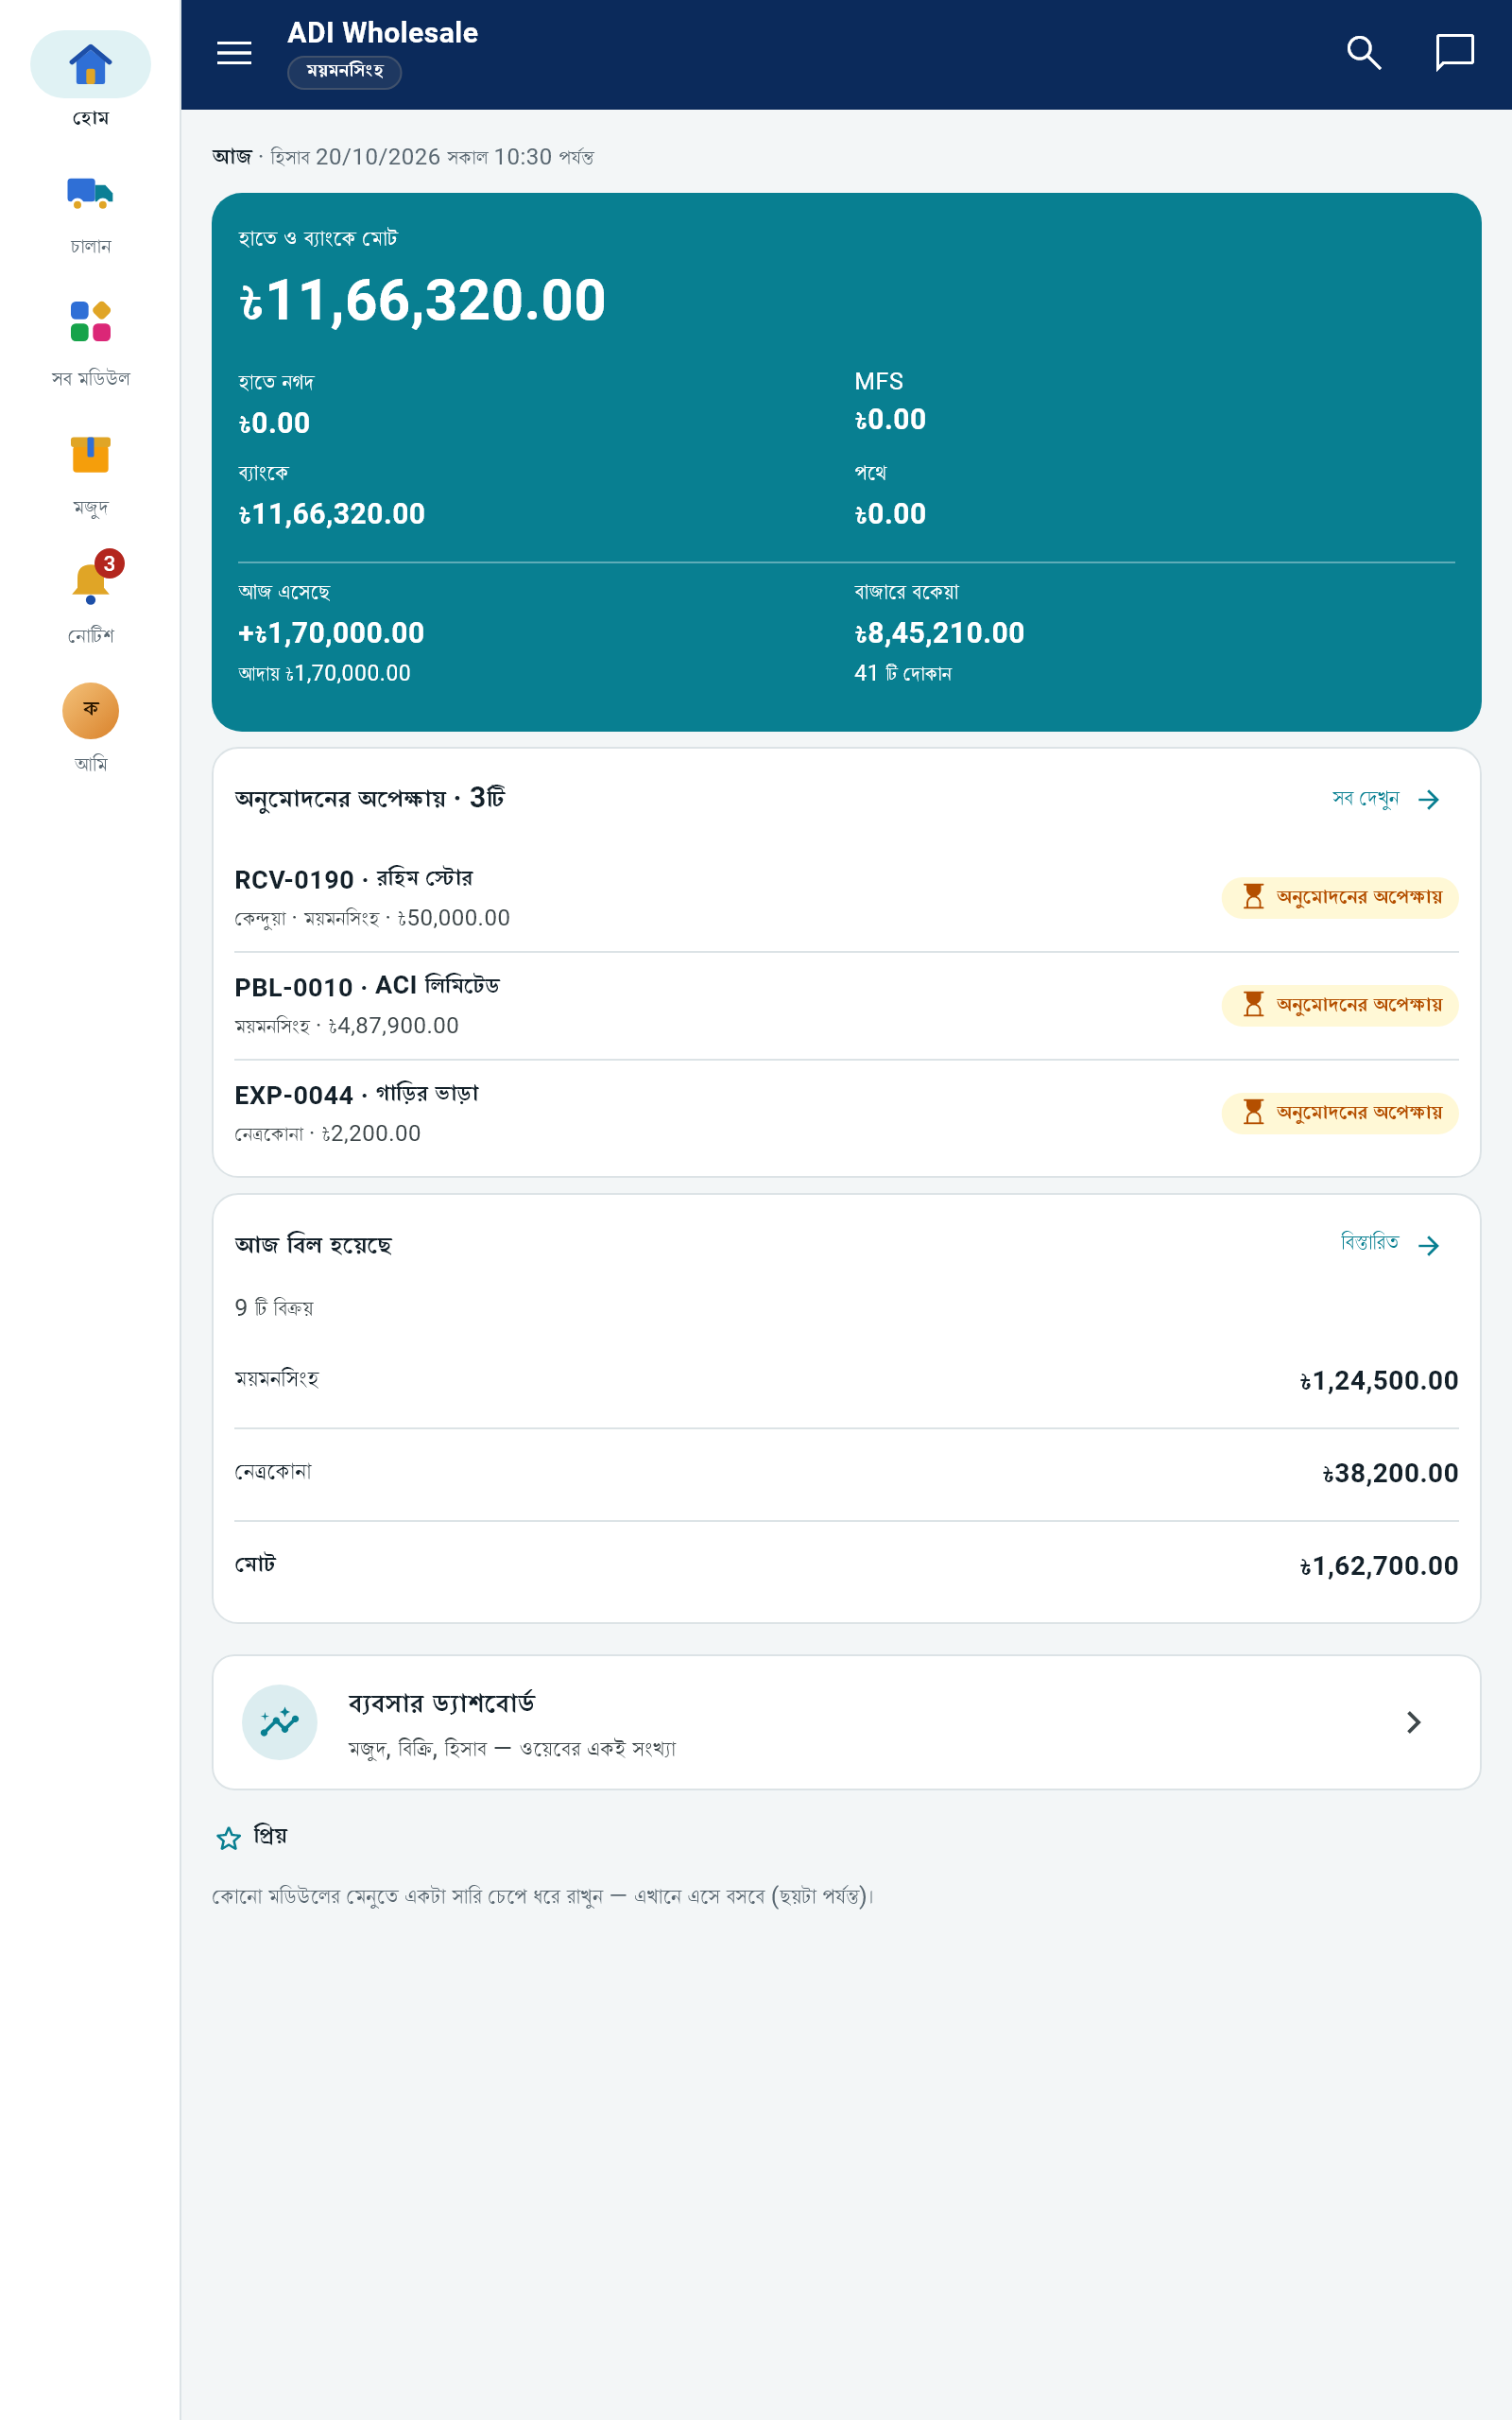 হোম
চালান
সব মডিউল
মজুদ
3
নোটিশ
ক
আমি
ADI Wholesale
ময়মনসিংহ
আজ · হিসাব 20/10/2026 সকাল 10:30 পর্যন্ত
হাতে ও ব্যাংকে মোট
৳11,66,320.00
হাতে নগদ
৳0.00
MFS
৳0.00
ব্যাংকে
৳11,66,320.00
পথে
৳0.00
আজ এসেছে
+৳1,70,000.00
আদায় ৳1,70,000.00
বাজারে বকেয়া
৳8,45,210.00
41 টি দোকান
অনুমোদনের অপেক্ষায় · 3টি
সব দেখুন
RCV-0190 · রহিম স্টোর
কেন্দুয়া · ময়মনসিংহ · ৳50,000.00
অনুমোদনের অপেক্ষায়
PBL-0010 · ACI লিমিটেড
ময়মনসিংহ · ৳4,87,900.00
অনুমোদনের অপেক্ষায়
EXP-0044 · গাড়ির ভাড়া
নেত্রকোনা · ৳2,200.00
অনুমোদনের অপেক্ষায়
আজ বিল হয়েছে
বিস্তারিত
9 টি বিক্রয়
ময়মনসিংহ ৳1,24,500.00
নেত্রকোনা ৳38,200.00
মোট ৳1,62,700.00
ব্যবসার ড্যাশবোর্ড
মজুদ, বিক্রি, হিসাব — ওয়েবের একই সংখ্যা
প্রিয়
কোনো মডিউলের মেনুতে একটা সারি চেপে ধরে রাখুন — এখানে এসে বসবে (ছয়টা পর্যন্ত)।